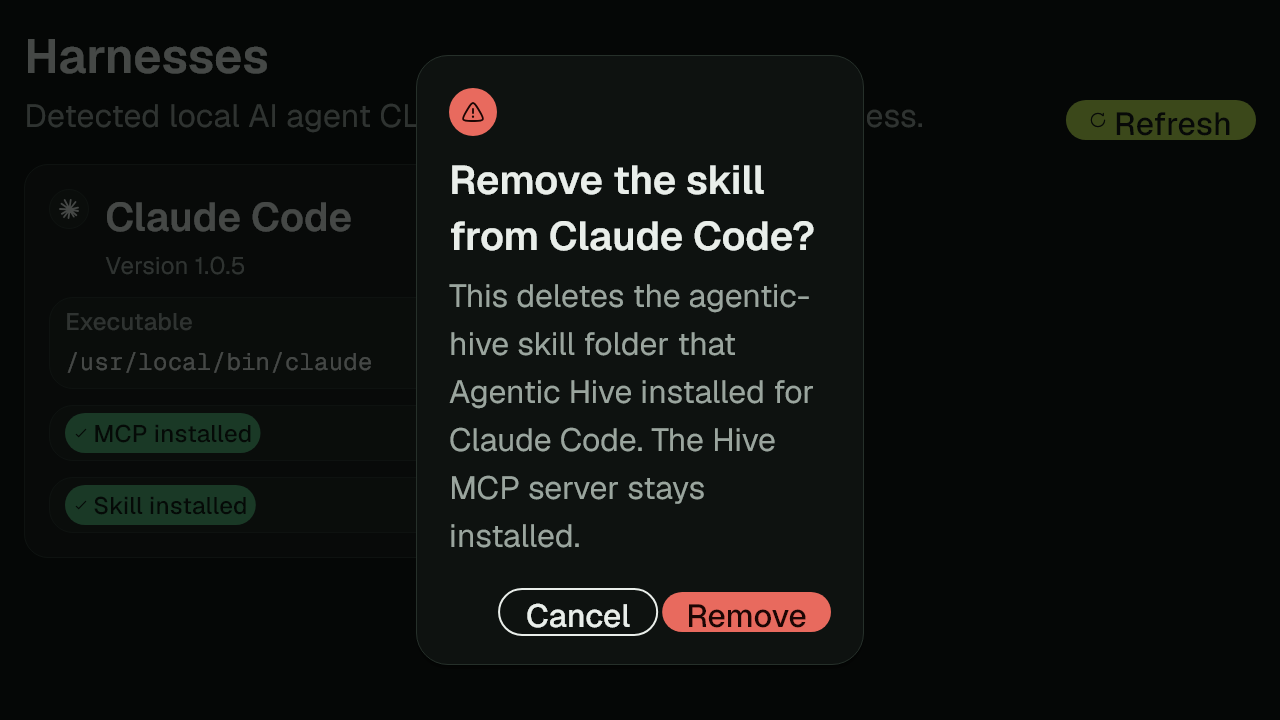 Harnesses
Detected local AI agent CL
ess.
Refresh
Claude Code
Version 1.0.5
Executable
/usr/local/bin/claude
MCP installed
Skill installed
Remove the skill
from Claude Code?
This deletes the agentic-
hive skill folder that
Agentic Hive installed for
Claude Code. The Hive
MCP server stays
installed.
Cancel
Remove